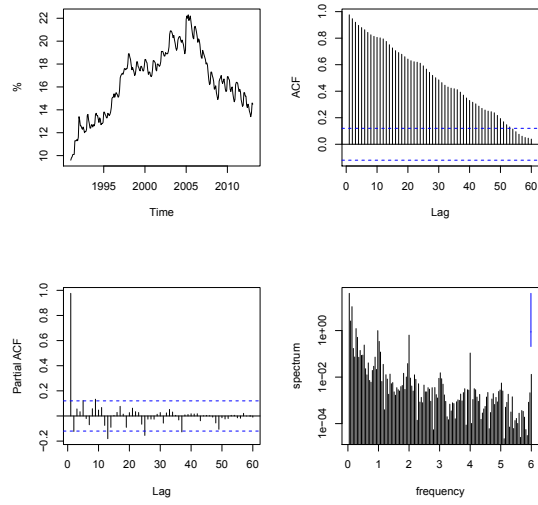 %
10 12 14 16 18 20 22
1995 2000 2005 2010
Time
ACF
0.0 0.2 0.4 0.6 0.8 1.0
0 10 20 30 40 50 60
Lag
Partial ACF
−0.2 0.2 0.4 0.6 0.8 1.0
0 10 20 30 40 50 60
Lag
spectrum
1e−04 1e−02 1e+00
0 1 2 3 4 5 6
frequency